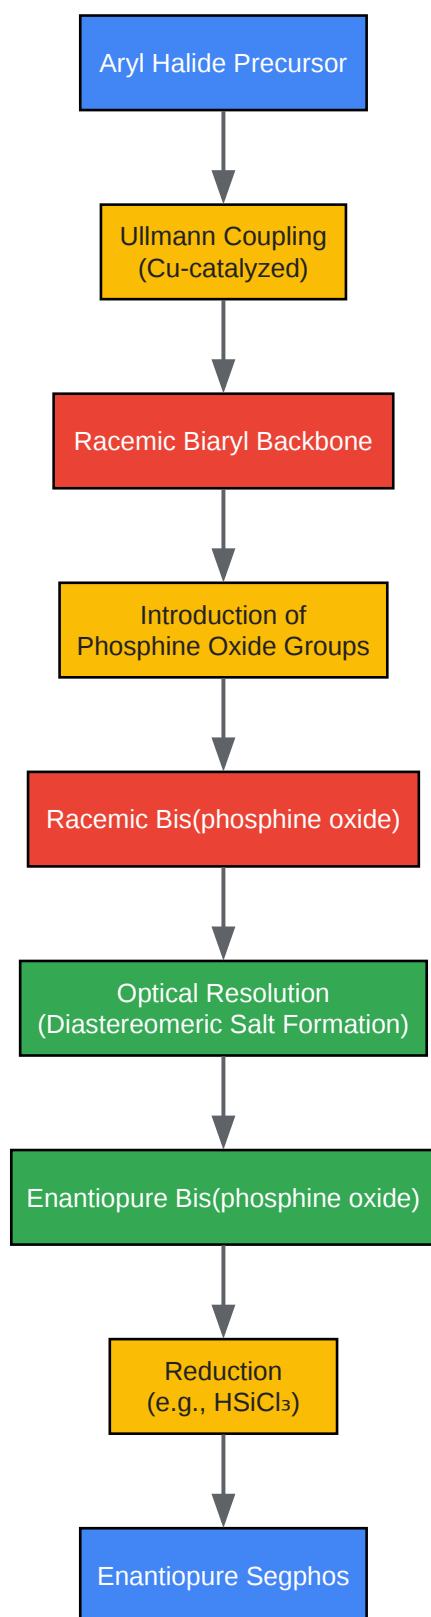 Aryl Halide Precursor
Ullmann Coupling
(Cu-catalyzed)
Racemic Biaryl Backbone
Introduction of
Phosphine Oxide Groups
Racemic Bis(phosphine oxide)
Optical Resolution
(Diastereomeric Salt Formation)
Enantiopure Bis(phosphine oxide)
Reduction
(e.g., HSiCl₃)
Enantiopure Segphos